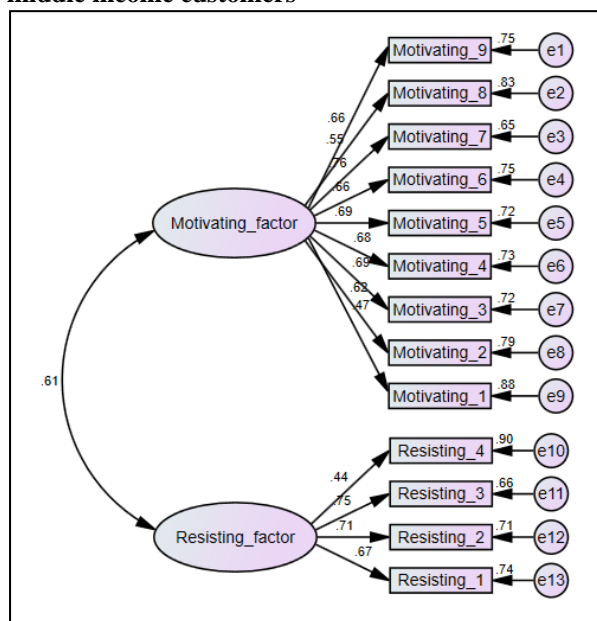 middle income customers
.75
Motivating_9
e1
.83
Motivating_8
e2
.66
.55
.65
Motivating_7
e3
.76
.75
Motivating_6
e4
.66
.72
Motivating_5
e5
.69
Motivating_factor
.68
.73
Motivating_4
e6
.69
.72
Motivating_3
e7
.62
.79
Motivating_2
e8
.47
.88
Motivating_1
e9
.61
.90
Resisting_4
e10
.44
.66
Resisting_3
e11
.75
.71
Resisting_2
e12
.71
Resisting_factor
.67
.74
Resisting_1
e13